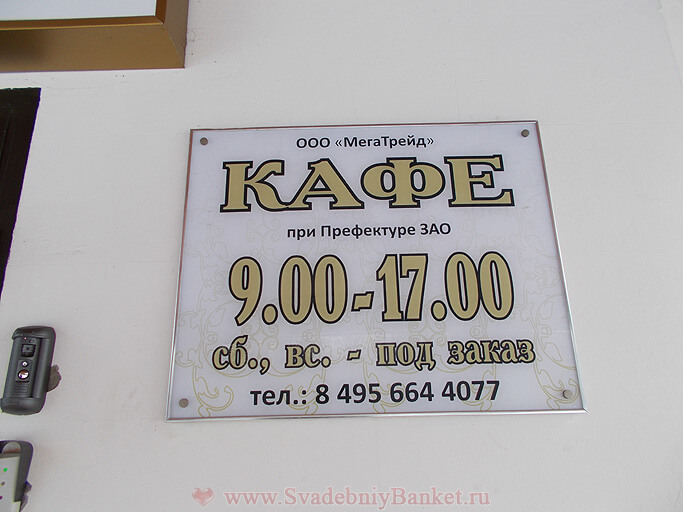 ООО «МегаТрейд»
КАФЕ
при Префектуре ЗАО
9.00-17.00
сб., вс. - под заказ
тел.: 8 495 664 4077
www.SvadebniyBanket.ru